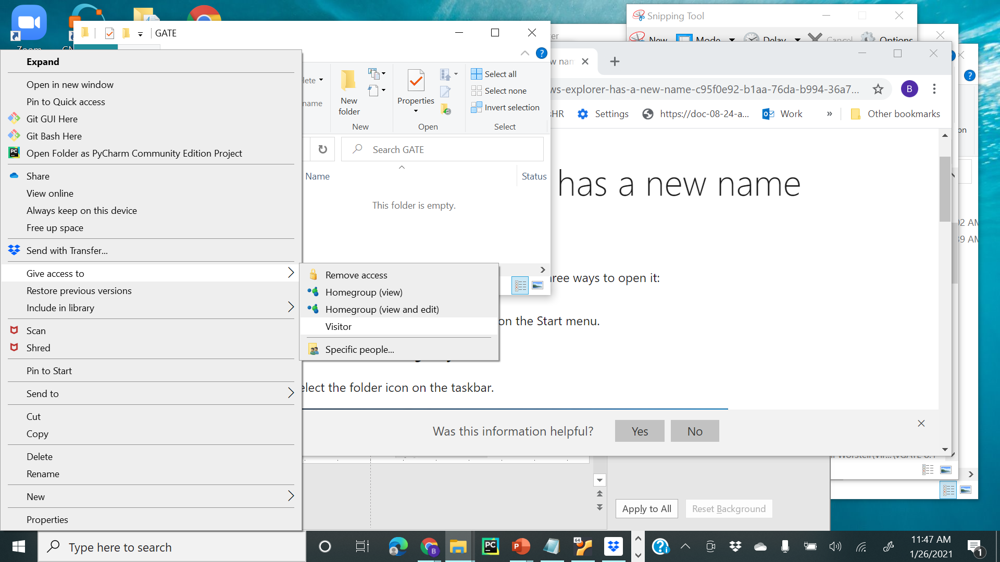 Zoom
GATE
Snipping Tool
New
Mode
Delay
Cancel
Options
Expand
Open in new window
Pin to Quick access
Git GUI Here
Git Bash Here
Open Folder as PyCharm Community Edition Project
Share
View online
Always keep on this device
Free up space
Send with Transfer...
Give access to
Restore previous versions
Include in library
Scan
Shred
Pin to Start
Send to
Cut
Copy
Delete
Rename
New
Properties
Remove access
Homegroup (view)
Homegroup (view and edit)
Visitor
Specific people...
lete
name
New
folder
New
Properties
Open
Select all
Select none
Invert selection
Select
Search GATE
Name
Status
This folder is empty.
ws-explorer-has-a-new-name-c95f0e92-b1aa-76da-b994-36a7...
B
HR
Settings
https://doc-08-24-a...
Work
»
Other bookmarks
has a new name
ree ways to open it:
on the Start menu.
elect the folder icon on the taskbar.
Was this information helpful?
Yes
No
Apply to All
Reset Background
Type here to search
PC
64
11:47 AM
1/26/2021
1